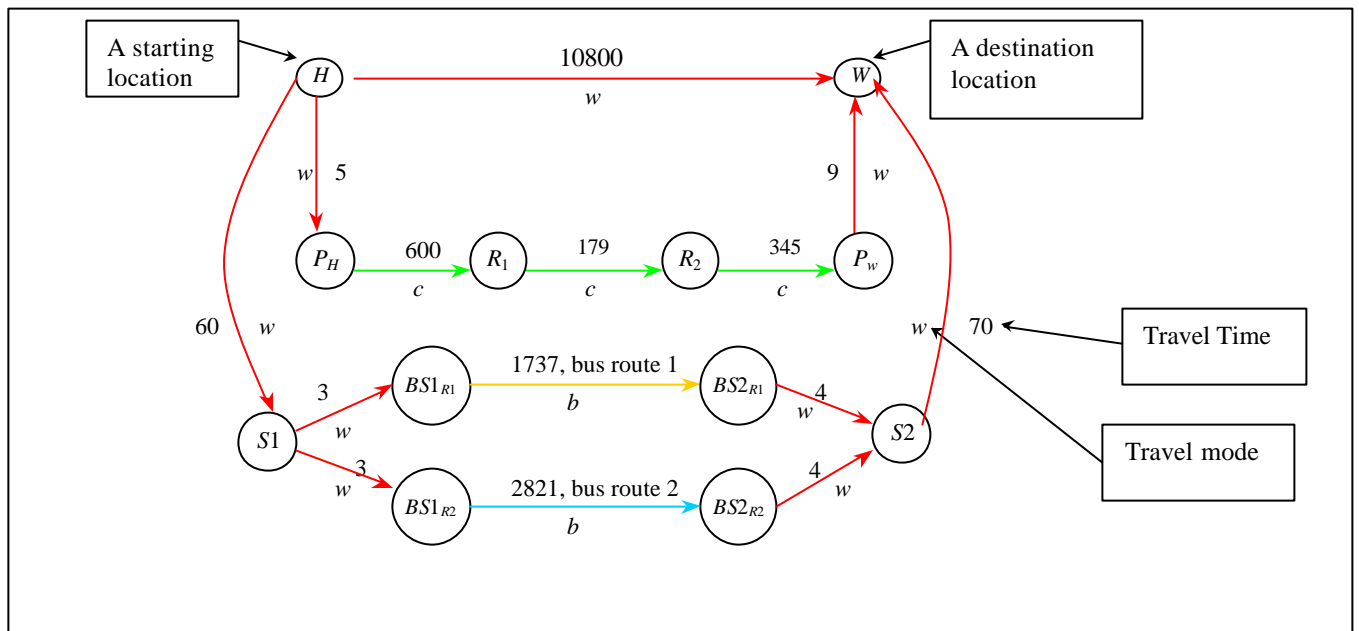 A starting
location
H
10800
w
W
A destination
location
w
5
9
w
P_H
600
c
R_1
179
c
R_2
345
c
P_w
60
w
w
70
Travel Time
S1
3
w
BS1_R1
1737, bus route 1
b
BS2_R1
4
w
S2
Travel mode
3
w
BS1_R2
2821, bus route 2
b
BS2_R2
4
w